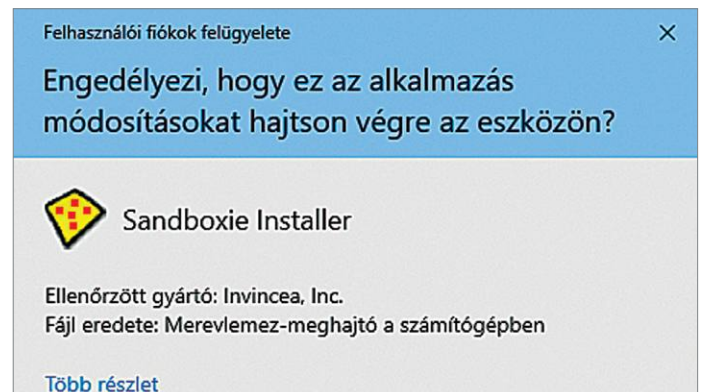 Felhasználói fiókok felügyelete
Engedélyezi, hogy ez az alkalmazás
módosításokat hajtson végre az eszközön?
Sandboxie Installer
Ellenőrzött gyártó: Invincea, Inc.
Fájl eredete: Merevlemez-meghajtó a számítógépben
Több részlet